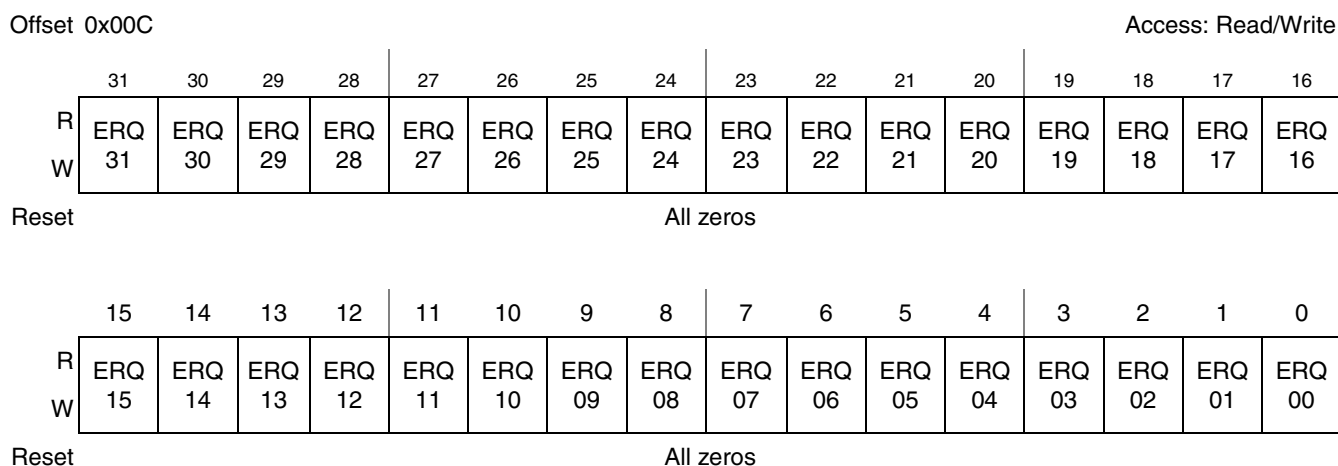 Offset 0x00C Access: Read/Write
31 30 29 28 27 26 25 24 23 22 21 20 19 18 17 16
R
ERQ ERQ ERQ ERQ ERQ ERQ ERQ ERQ ERQ ERQ ERQ ERQ ERQ ERQ ERQ ERQ
31 30 29 28 27 26 25 24 23 22 21 20 19 18 17 16
W
Reset All zeros
15 14 13 12 11 10 9 8 7 6 5 4 3 2 1 0
R
ERQ ERQ ERQ ERQ ERQ ERQ ERQ ERQ ERQ ERQ ERQ ERQ ERQ ERQ ERQ ERQ
15 14 13 12 11 10 09 08 07 06 05 04 03 02 01 00
W
Reset All zeros